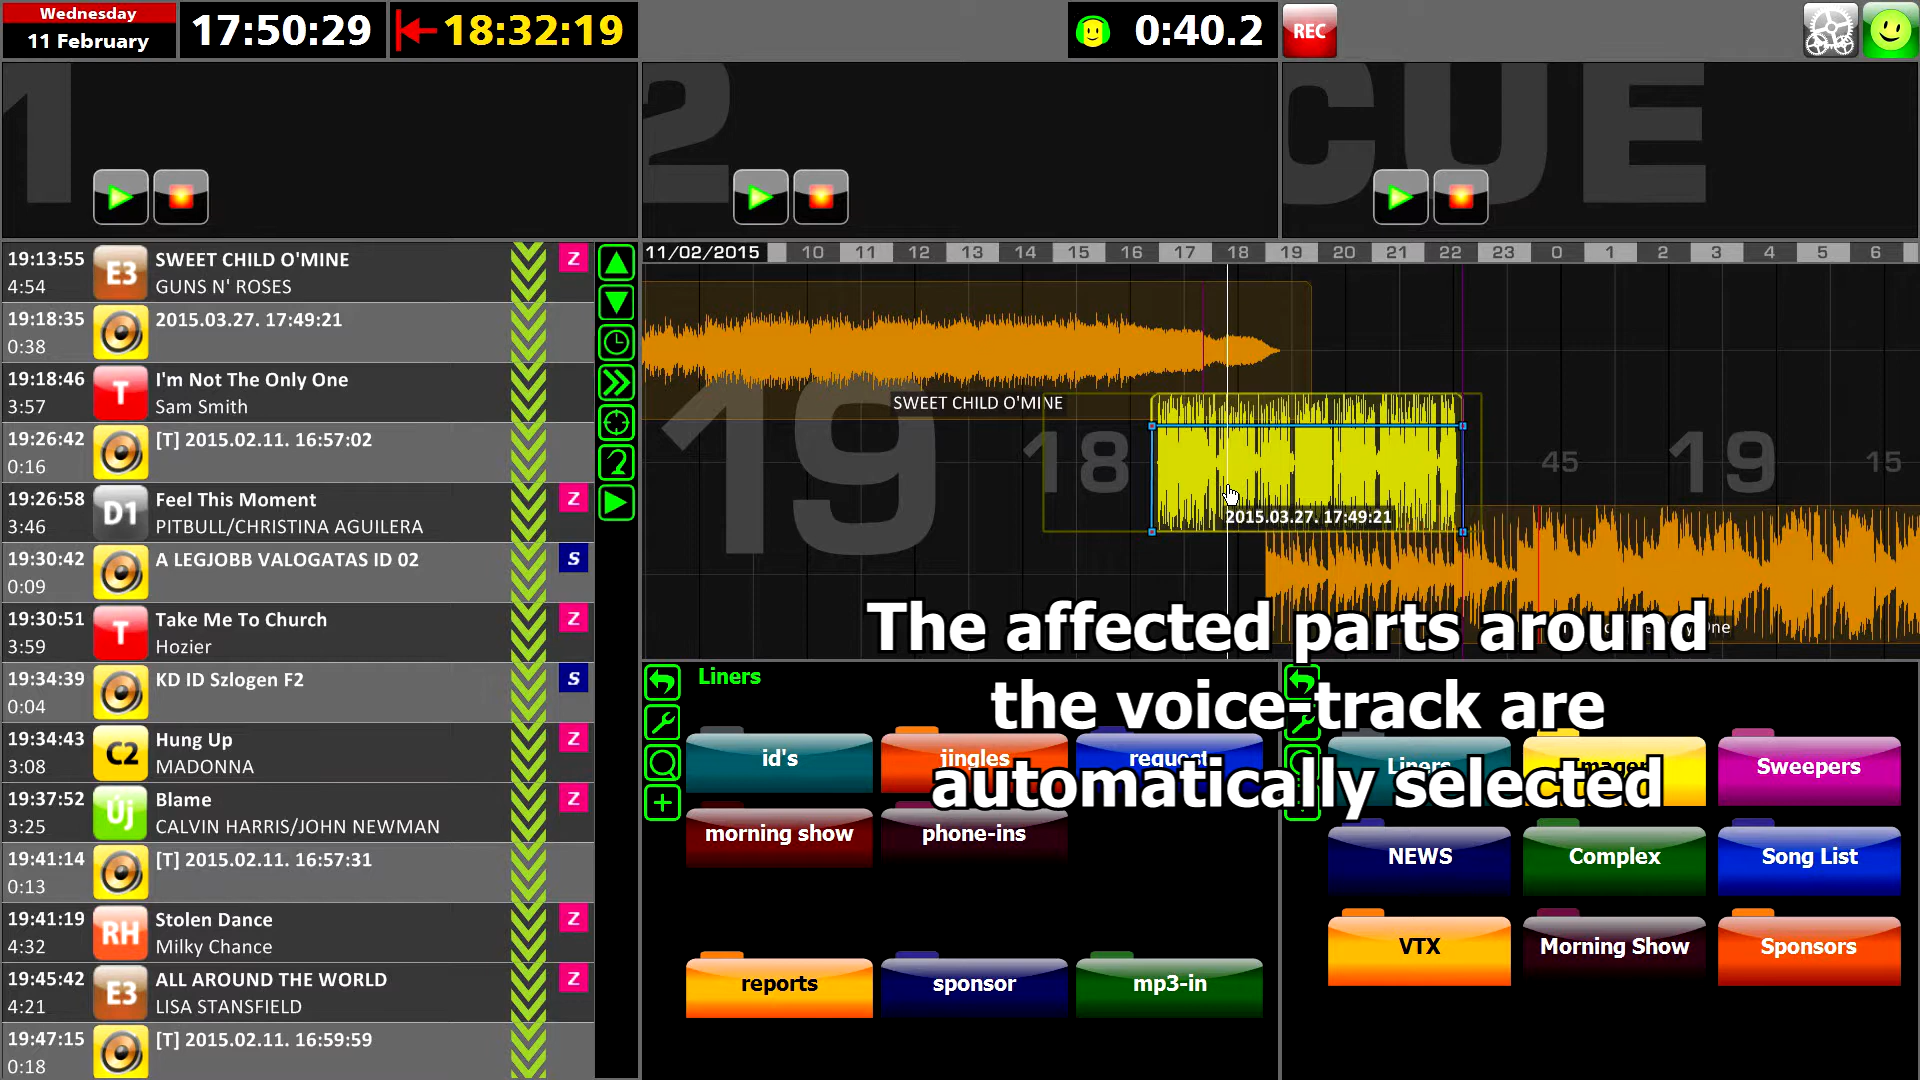 Wednesday
11 February
17:50:29
18:32:19
0:40.2
REC
1
2
CUE
19:13:55
4:54
E3
SWEET CHILD O'MINE
GUNS N' ROSES
Z
19:18:35
0:38
2015.03.27. 17:49:21
19:18:46
3:57
T
I'm Not The Only One
Sam Smith
Z
19:26:42
0:16
[T] 2015.02.11. 16:57:02
19:26:58
3:46
D1
Feel This Moment
PITBULL/CHRISTINA AGUILERA
Z
19:30:42
0:09
A LEGJOBB VALOGATAS ID 02
S
19:30:51
3:59
T
Take Me To Church
Hozier
Z
19:34:39
0:04
KD ID Szlogen F2
S
19:34:43
3:08
C2
Hung Up
MADONNA
Z
19:37:52
3:25
Új
Blame
CALVIN HARRIS/JOHN NEWMAN
Z
19:41:14
0:13
[T] 2015.02.11. 16:57:31
19:41:19
4:32
RH
Stolen Dance
Milky Chance
Z
19:45:42
4:21
E3
ALL AROUND THE WORLD
LISA STANSFIELD
Z
19:47:15
0:18
[T] 2015.02.11. 16:59:59
11/02/2015 10 11 12 13 14 15 16 17 18 19 20 21 22 23 0 1 2 3 4 5 6
SWEET CHILD O'MINE
19
18
45
19
15
2015.03.27. 17:49:21
The affected parts around
the voice-track are
automatically selected
Liners
id's
jingles
request
morning show
phone-ins
reports
sponsor
mp3-in
Liners
Sweepers
NEWS
Complex
Song List
VTX
Morning Show
Sponsors